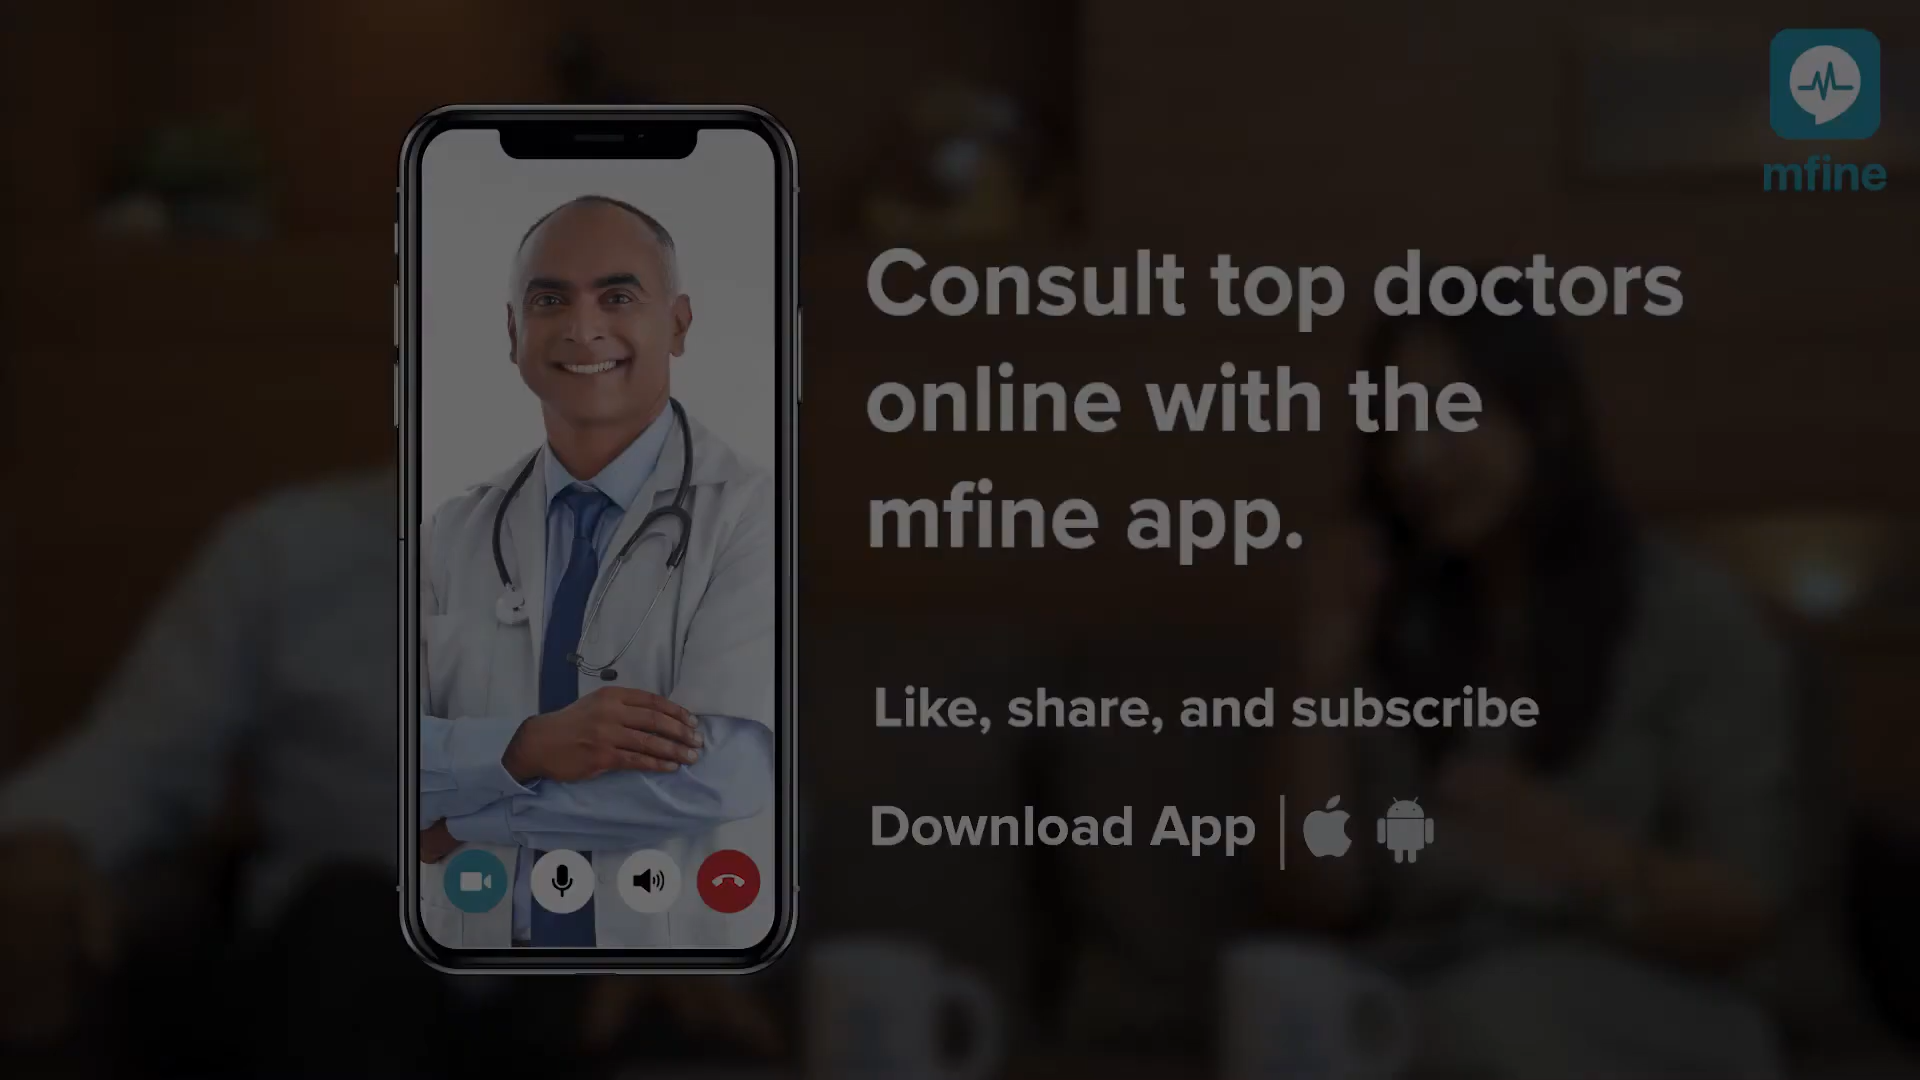 mfine
Consult top doctors
online with the
mfine app.
Like, share, and subscribe
Download App